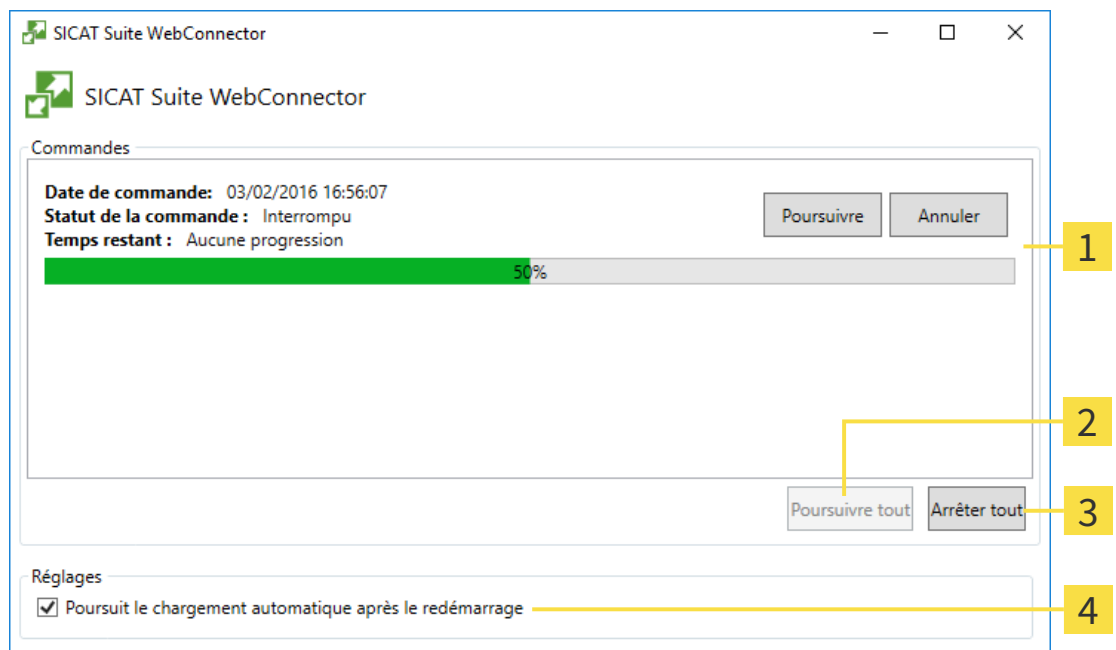 SICAT Suite WebConnector
SICAT Suite WebConnector
Commandes
Date de commande: 03/02/2016 16:56:07
Statut de la commande : Interrompu
Temps restant : Aucune progression
Poursuivre
Annuler
1
50%
2
Poursuivre tout
Arrêter tout
3
Réglages
Poursuit le chargement automatique après le redémarrage
4